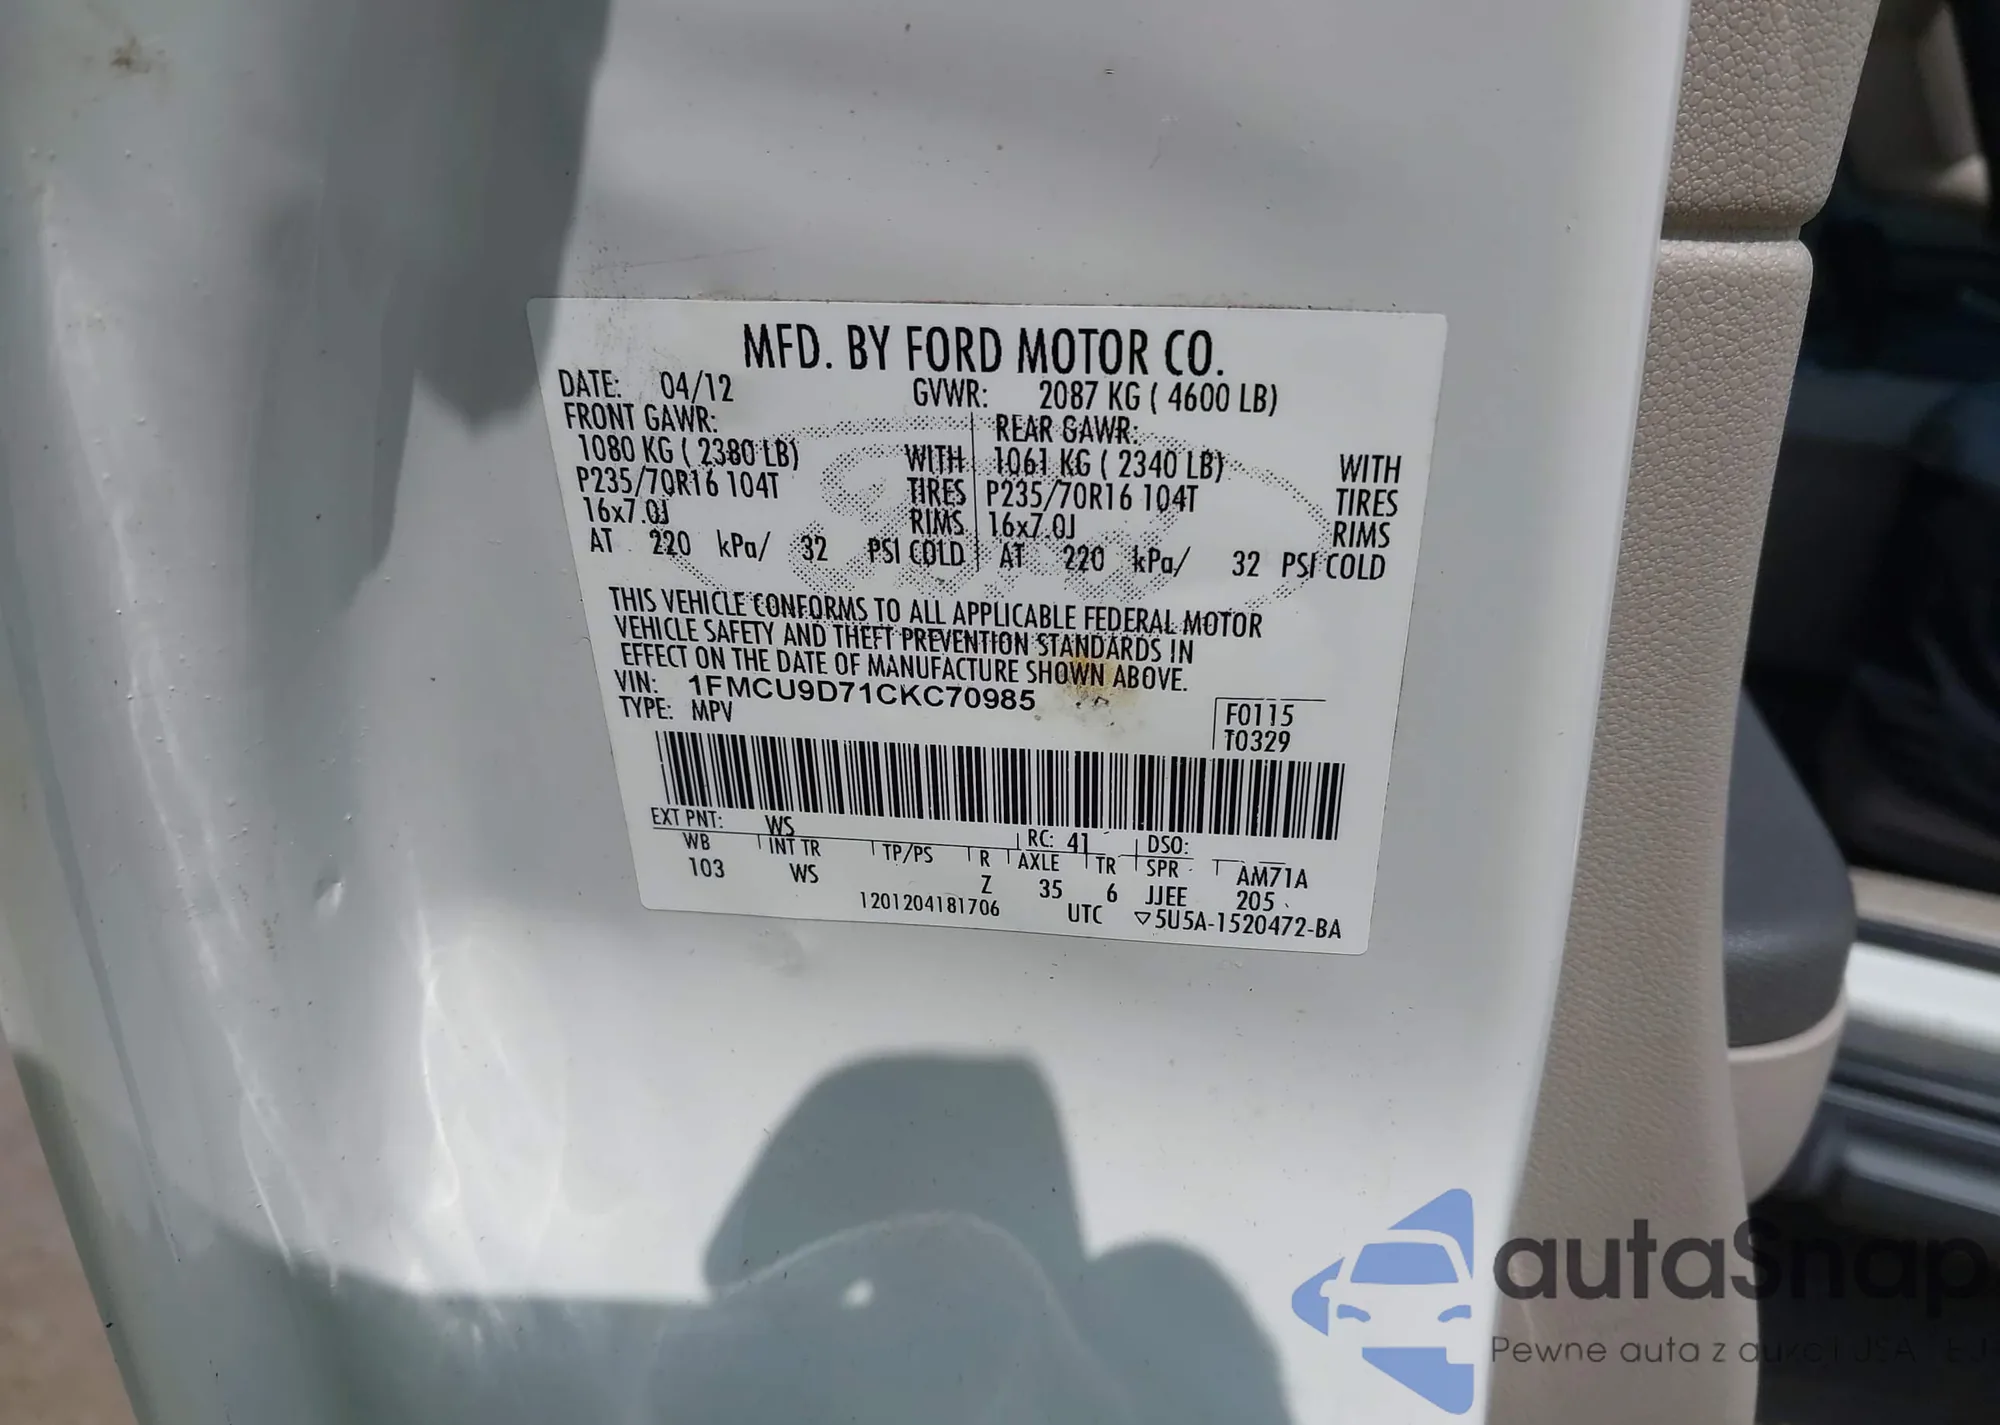 MFD. BY FORD MOTOR CO.
DATE: 04/12 GVWR: 2087 KG ( 4600 LB)
FRONT GAWR: REAR GAWR:
1080 KG ( 2380 LB) WITH 1061 KG ( 2340 LB) WITH
P235/70R16 104T TIRES P235/70R16 104T TIRES
16x7.0J RIMS 16x7.0J RIMS
AT 220 kPa/ 32 PSI COLD AT 220 kPa/ 32 PSI COLD
THIS VEHICLE CONFORMS TO ALL APPLICABLE FEDERAL MOTOR
VEHICLE SAFETY AND THEFT PREVENTION STANDARDS IN
EFFECT ON THE DATE OF MANUFACTURE SHOWN ABOVE.
VIN: 1FMCU9D71CKC70985
TYPE: MPV
F0115
T0329
EXT PNT: WS RC: 41 DSO:
WB INT TR TP/PS R AXLE TR SPR AM71A
103 WS Z 35 6 JJEE 205
1201204181706 UTC ▽5U5A-1520472-BA
autaSnap
Pewne auta z aukcji USA